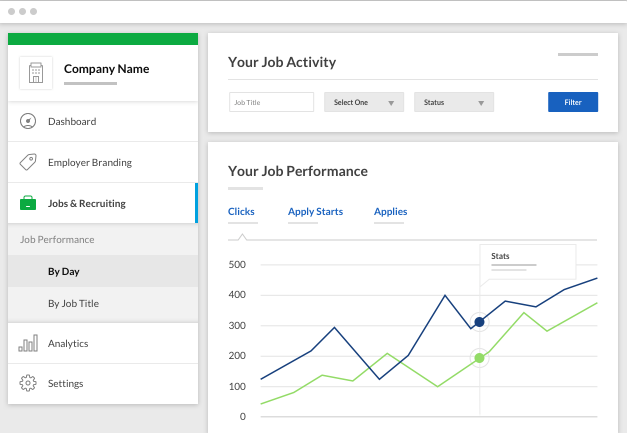 Company Name
Dashboard
Employer Branding
Jobs & Recruiting
Job Performance
By Day
By Job Title
Analytics
Settings
Your Job Activity
Job Title
Select One
Status
Filter
Your Job Performance
Clicks
Apply Starts
Applies
Stats
500
400
300
200
100
0